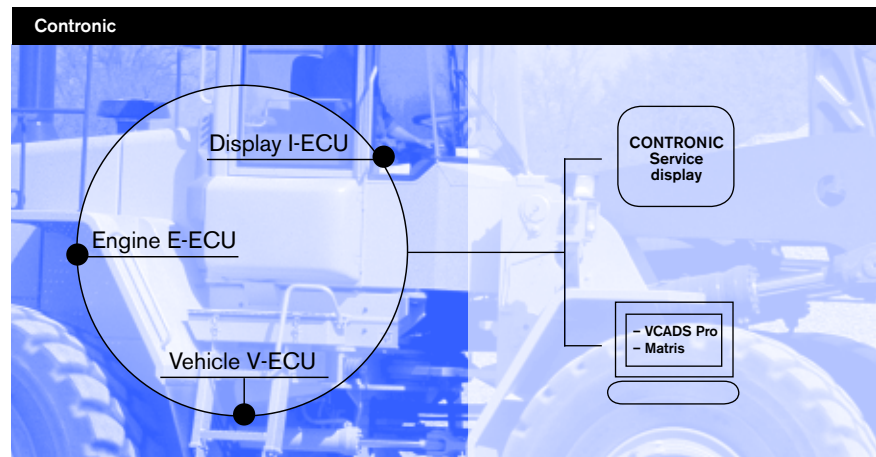 Contronic
Display I-ECU
Engine E-ECU
Vehicle V-ECU
CONTRONIC
Service
display
– VCADS Pro
– Matris